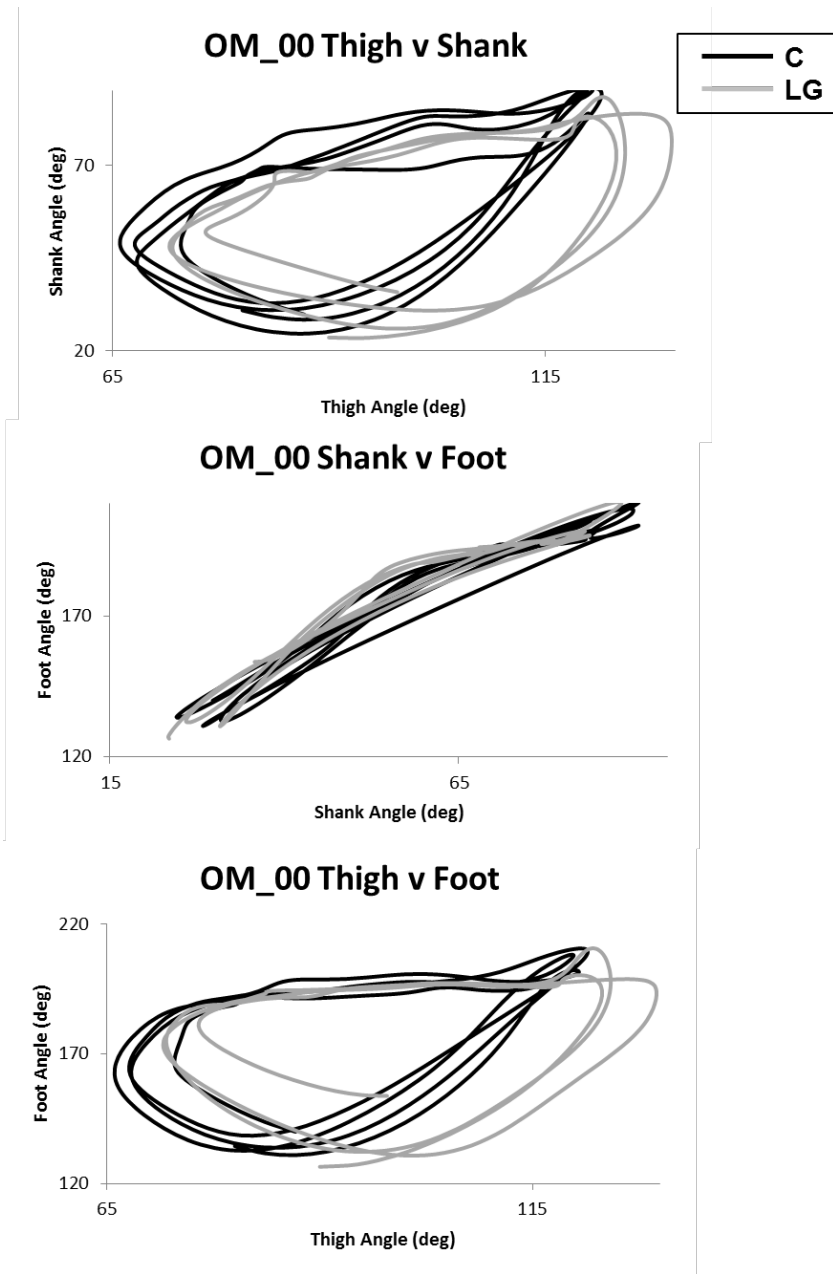 OM_00 Thigh v Shank
C
LG
70
Shank Angle (deg)
20
65
115
Thigh Angle (deg)
OM_00 Shank v Foot
170
Foot Angle (deg)
120
15
65
Shank Angle (deg)
OM_00 Thigh v Foot
220
170
Foot Angle (deg)
120
65
115
Thigh Angle (deg)